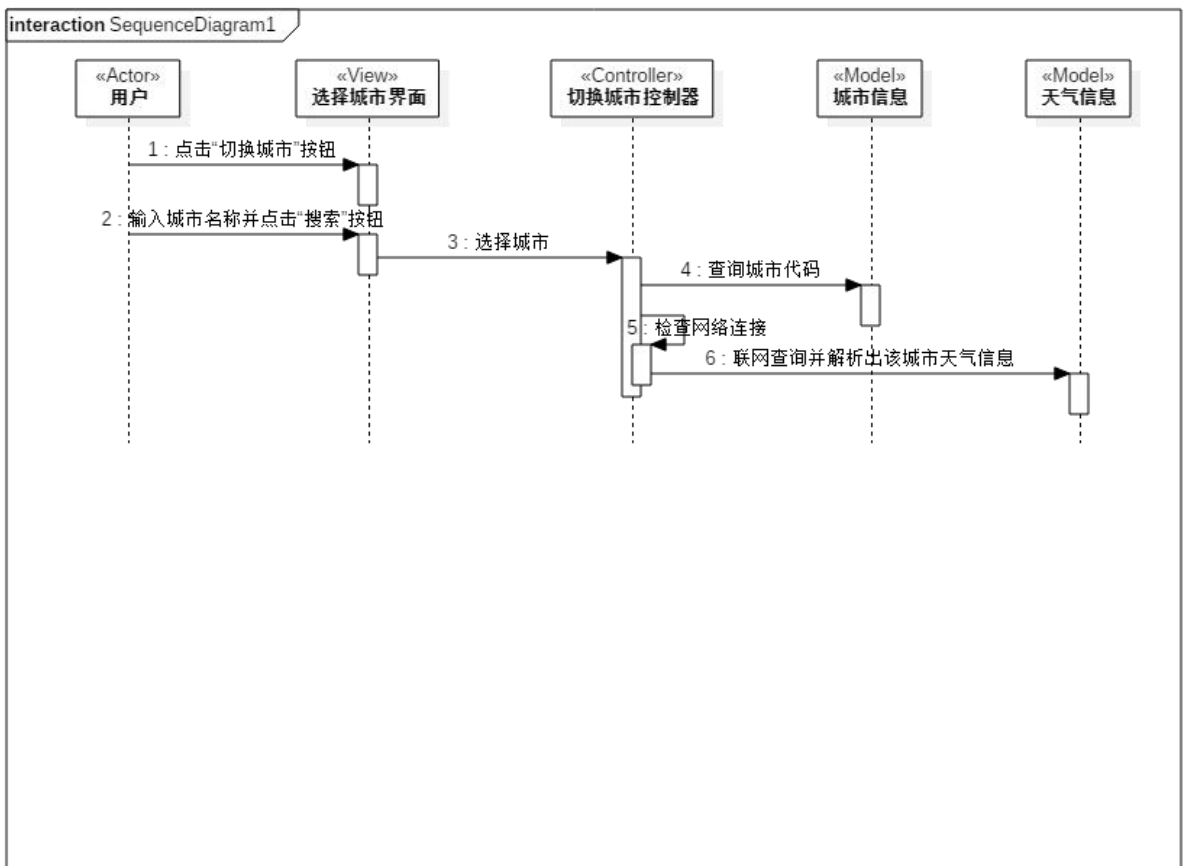 interaction SequenceDiagram1
«Actor»
用户
«View»
选择城市界面
«Controller»
切换城市控制器
«Model»
城市信息
«Model»
天气信息
1 : 点击“切换城市”按钮
2 : 输入城市名称并点击“搜索”按钮
3 : 选择城市
4 : 查询城市代码
5 : 检查网络连接
6 : 联网查询并解析出该城市天气信息